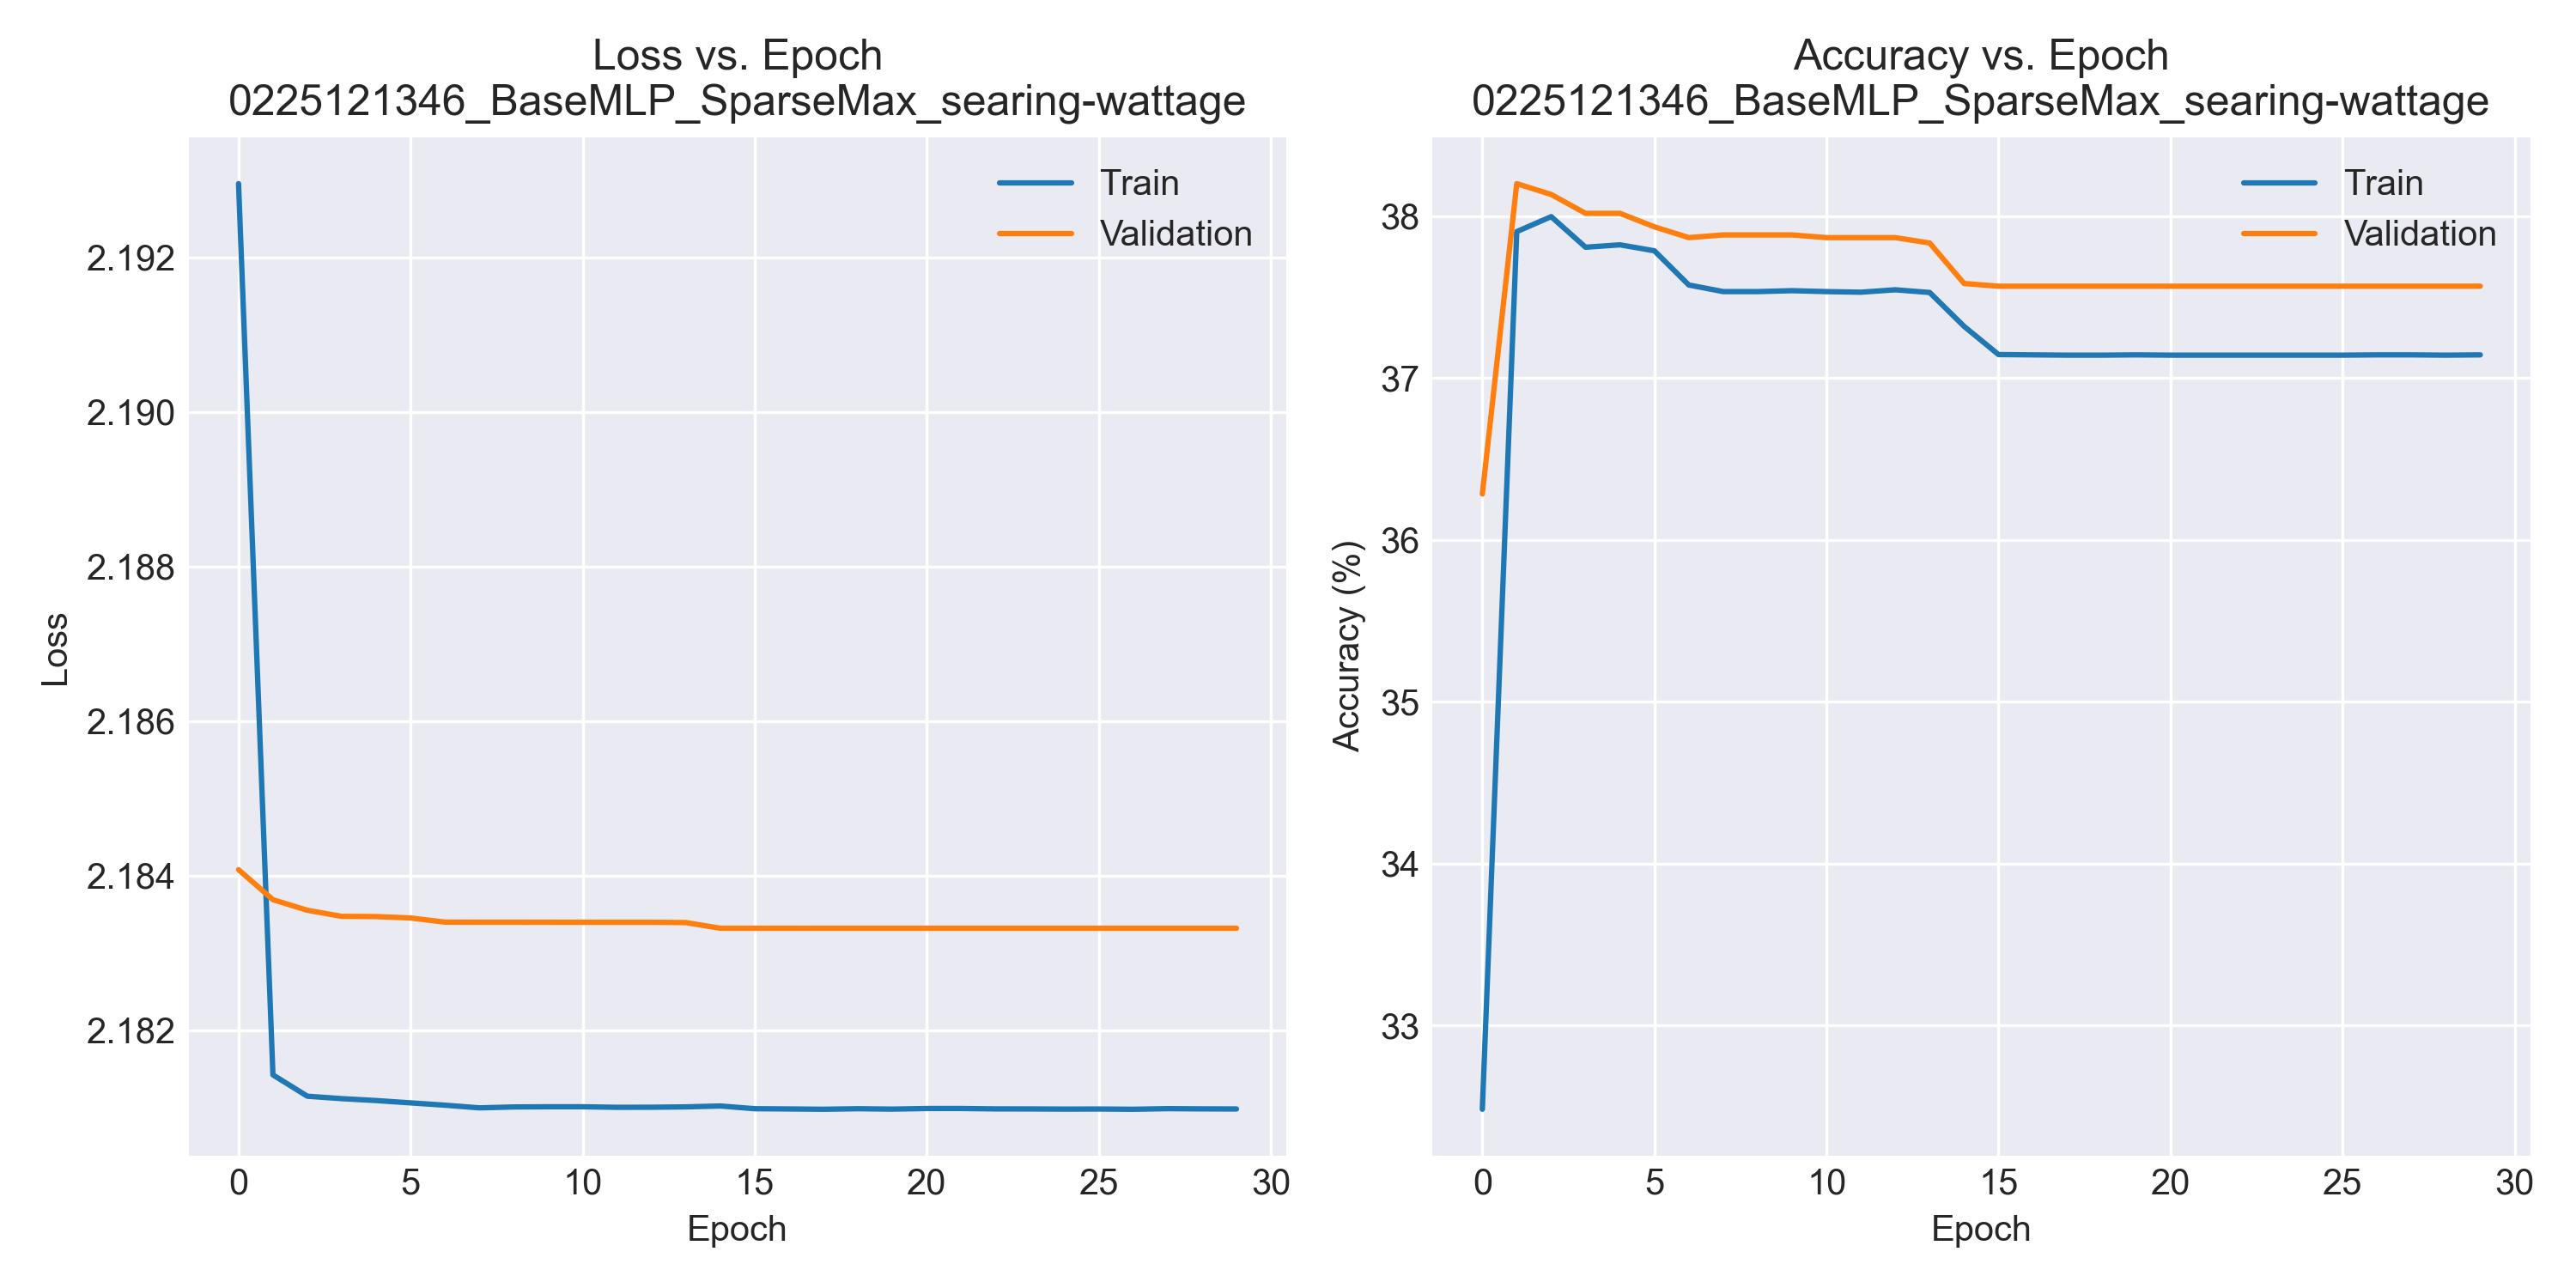 Loss vs. Epoch
0225121346_BaseMLP_SparseMax_searing-wattage
Train
Validation
2.192
2.190
2.188
2.186
2.184
2.182
Loss
0 5 10 15 20 25 30
Epoch
Accuracy vs. Epoch
0225121346_BaseMLP_SparseMax_searing-wattage
Train
Validation
38
37
36
35
34
33
Accuracy (%)
0 5 10 15 20 25 30
Epoch